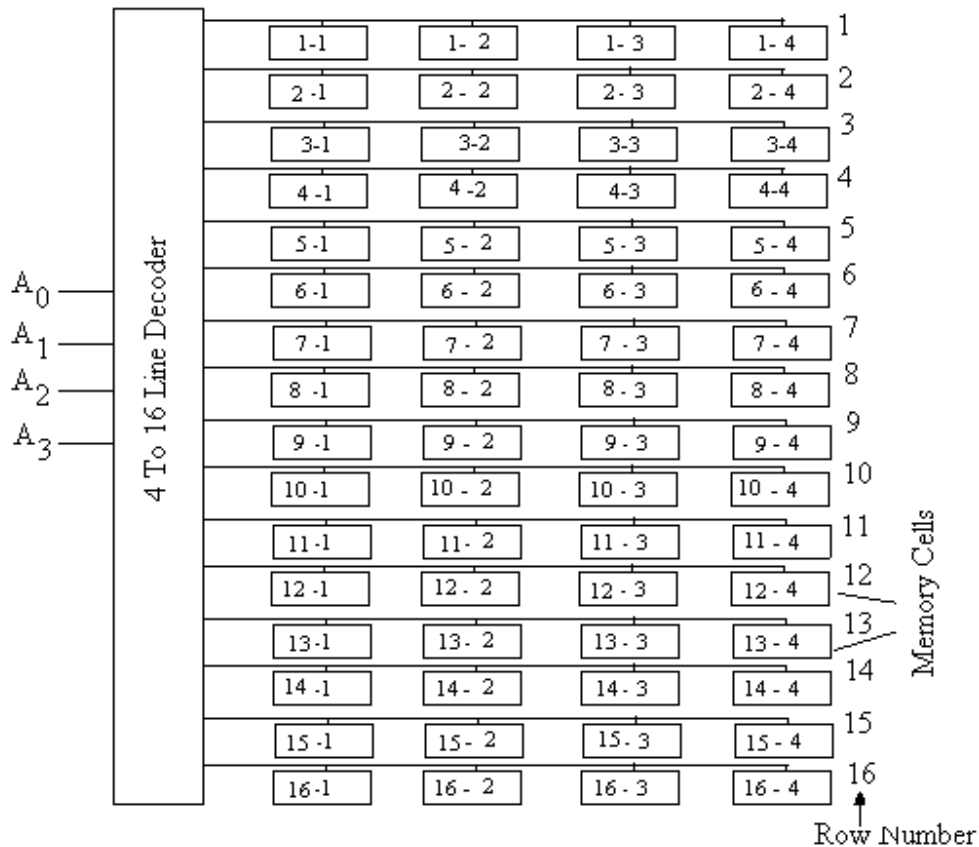 1-1 1- 2 1- 3 1- 4 1
2 -1 2 - 2 2 - 3 2 - 4 2
3-1 3-2 3-3 3-4 3
4 -1 4 -2 4-3 4-4 4
5 -1 5 - 2 5 - 3 5 - 4 5
6 -1 6 - 2 6 - 3 6 - 4 6
A0
7 -1 7 - 2 7 - 3 7 - 4 7
A1
8 -1 8 - 2 8 - 3 8 - 4 8
A2
9 -1 9 - 2 9 - 3 9 - 4 9
A3
4 To 16 Line Decoder
10 -1 10 - 2 10 - 3 10 - 4 10
11 -1 11- 2 11 - 3 11 - 4 11
12 -1 12 - 2 12 - 3 12 - 4 12
13 -1 13 - 2 13 - 3 13 - 4 13
Memory Cells
14 -1 14 - 2 14 - 3 14 - 4 14
15 -1 15 - 2 15 - 3 15 - 4 15
16 -1 16 - 2 16 - 3 16 - 4 16
Row Number